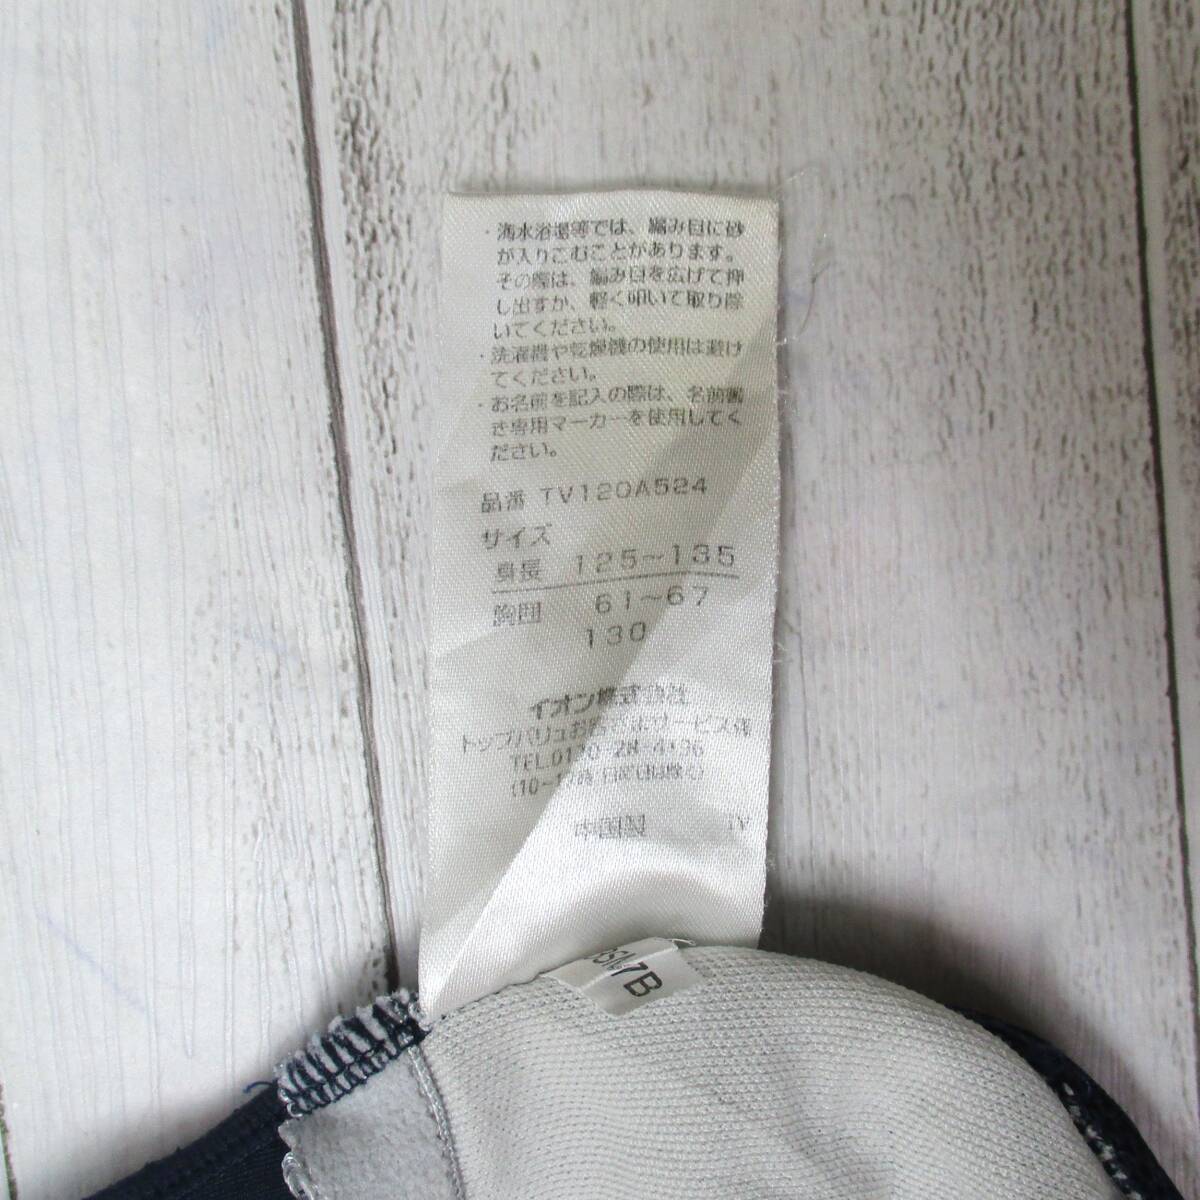 ・海水浴場等では、編み目に砂
が入りこむことがあります。
その際は、編み目を広げて押
し出すか、軽く叩いて取り除
いてください。
・洗濯機や乾燥機の使用は避け
てください。
・お名前を記入の際は、名前書
き専用マーカーを使用してく
ださい。
品番 TV120A524
サイズ
身長 125~135
胸囲 61~67
130
イオン株式会社
トップバリュお客さまサービス係
TEL.0120-28-4
(10~
中国製 TV
7B